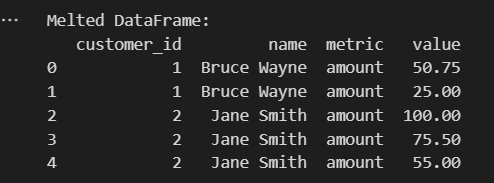 ... Melted DataFrame:
customer_id name metric value
0 1 Bruce Wayne amount 50.75
1 1 Bruce Wayne amount 25.00
2 2 Jane Smith amount 100.00
3 2 Jane Smith amount 75.50
4 2 Jane Smith amount 55.00